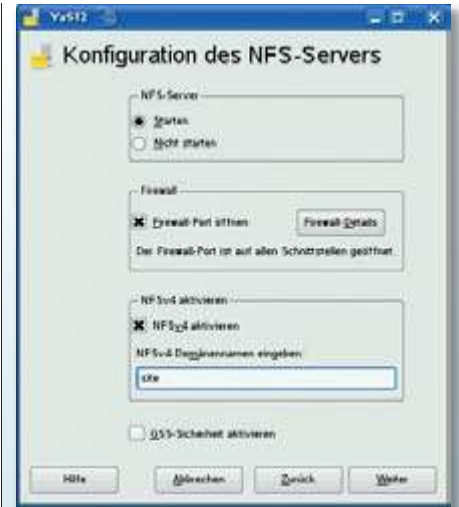 YaST2
Konfiguration des NFS-Servers
NFS-Server
Starten
Nicht starten
Firewall
Firewall-Port öffnen
Firewall-Details
Der Firewall-Port ist auf allen Schnittstellen geöffnet.
NFSv4 aktivieren
NFSv4 aktivieren
NFSv4 Domänennamen eingeben:
site
GSS-Sicherheit aktivieren
Hilfe
Abbrechen
Zurück
Weiter